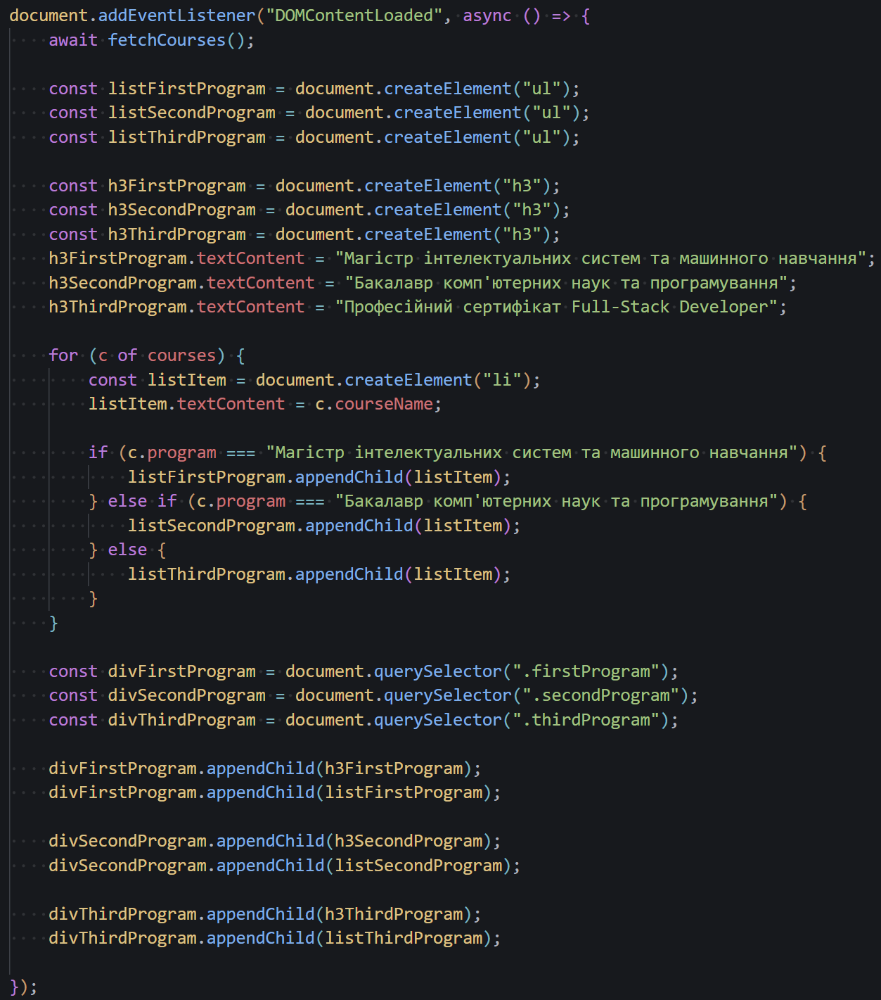 document.addEventListener("DOMContentLoaded", async () => {
    await fetchCourses();

    const listFirstProgram = document.createElement("ul");
    const listSecondProgram = document.createElement("ul");
    const listThirdProgram = document.createElement("ul");

    const h3FirstProgram = document.createElement("h3");
    const h3SecondProgram = document.createElement("h3");
    const h3ThirdProgram = document.createElement("h3");
    h3FirstProgram.textContent = "Магістр інтелектуальних систем та машинного навчання";
    h3SecondProgram.textContent = "Бакалавр комп'ютерних наук та програмування";
    h3ThirdProgram.textContent = "Професійний сертифікат Full-Stack Developer";

    for (c of courses) {
        const listItem = document.createElement("li");
        listItem.textContent = c.courseName;

        if (c.program === "Магістр інтелектуальних систем та машинного навчання") {
            listFirstProgram.appendChild(listItem);
        } else if (c.program === "Бакалавр комп'ютерних наук та програмування") {
            listSecondProgram.appendChild(listItem);
        } else {
            listThirdProgram.appendChild(listItem);
        }
    }

    const divFirstProgram = document.querySelector(".firstProgram");
    const divSecondProgram = document.querySelector(".secondProgram");
    const divThirdProgram = document.querySelector(".thirdProgram");

    divFirstProgram.appendChild(h3FirstProgram);
    divFirstProgram.appendChild(listFirstProgram);

    divSecondProgram.appendChild(h3SecondProgram);
    divSecondProgram.appendChild(listSecondProgram);

    divThirdProgram.appendChild(h3ThirdProgram);
    divThirdProgram.appendChild(listThirdProgram);

});